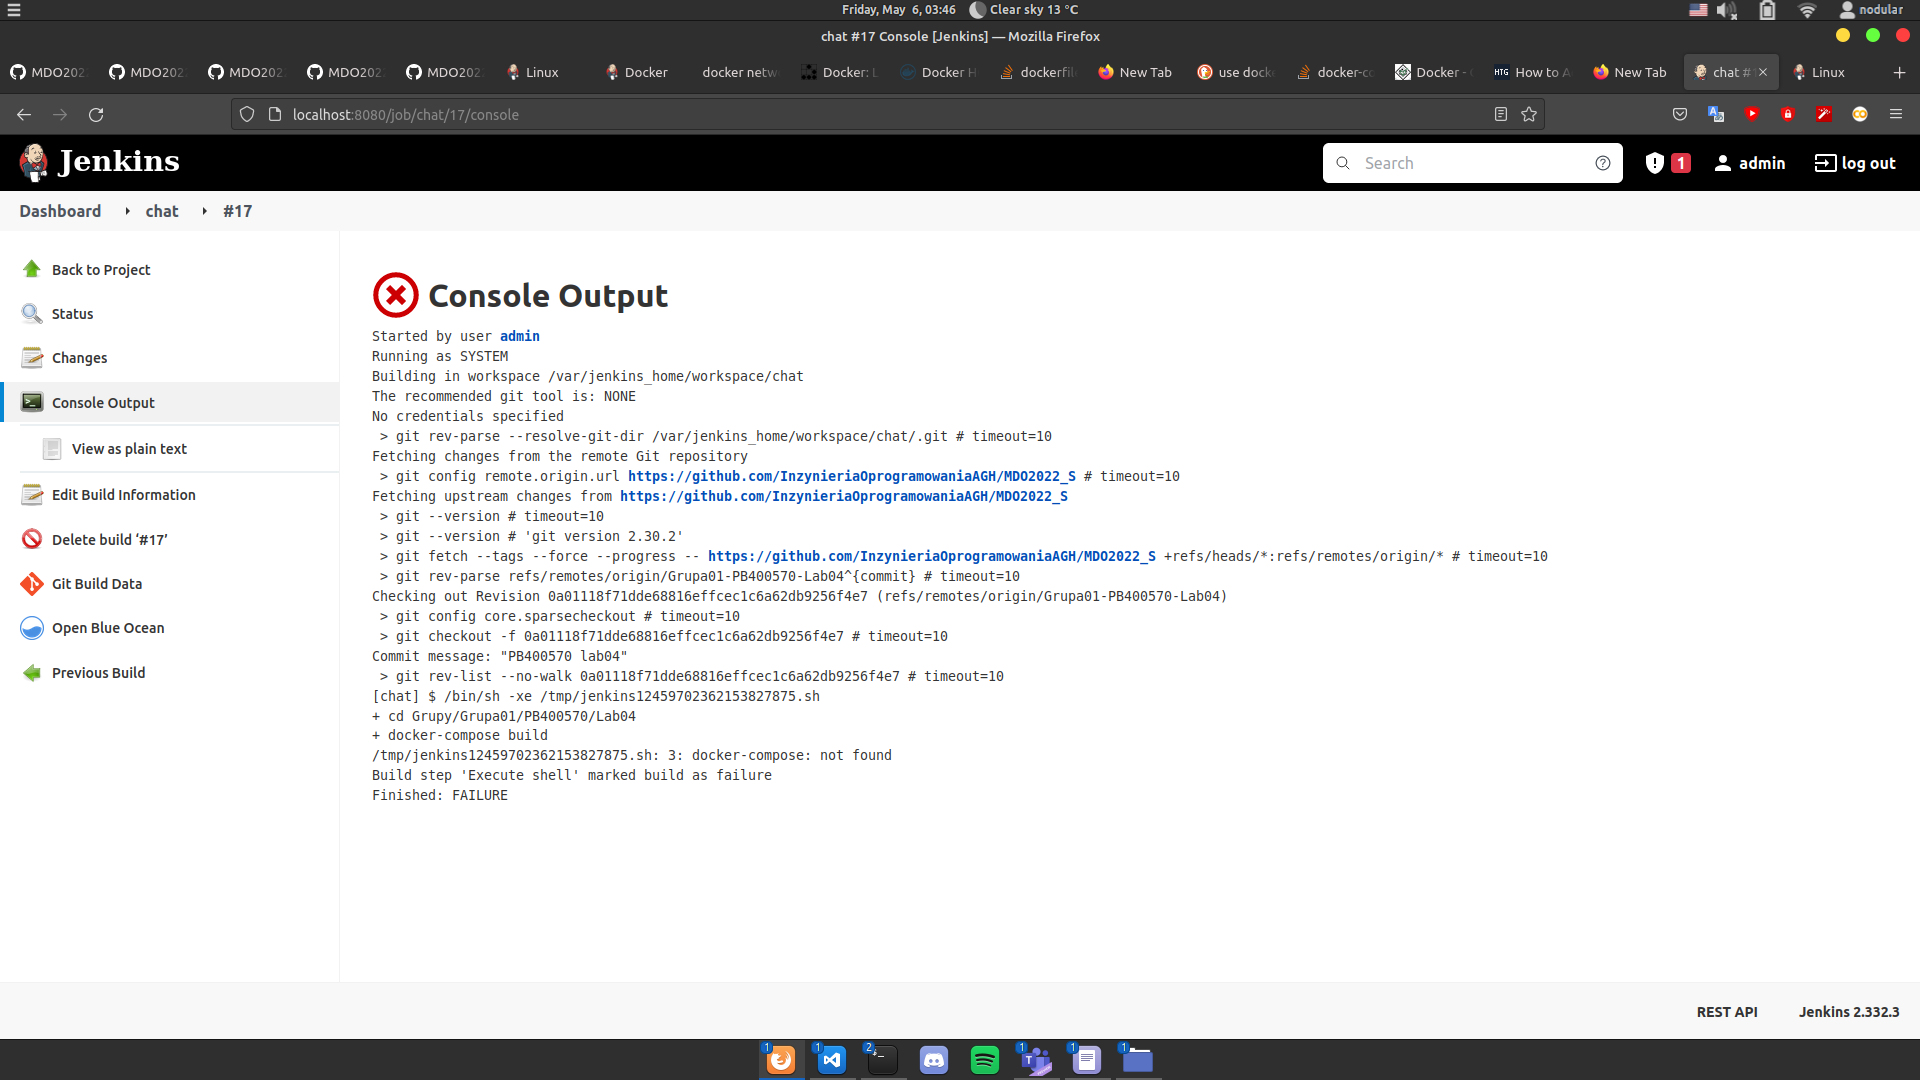 Friday, May 6, 03:46 Clear sky 13 °C
nodular
chat #17 Console [Jenkins] — Mozilla Firefox
MDO202 MDO202 MDO202 MDO202 MDO202 Linux Docker docker netw Docker: L Docker H dockerfil New Tab use docke docker-co Docker - HTG How to A New Tab chat #1 Linux
localhost:8080/job/chat/17/console
Jenkins
Search
1
admin
log out
Dashboard chat #17
Back to Project
Status
Changes
Console Output
View as plain text
Edit Build Information
Delete build ‘#17’
Git Build Data
Open Blue Ocean
Previous Build
Console Output
Started by user admin
Running as SYSTEM
Building in workspace /var/jenkins_home/workspace/chat
The recommended git tool is: NONE
No credentials specified
> git rev-parse --resolve-git-dir /var/jenkins_home/workspace/chat/.git # timeout=10
Fetching changes from the remote Git repository
> git config remote.origin.url https://github.com/InzynieriaOprogramowaniaAGH/MDO2022_S # timeout=10
Fetching upstream changes from https://github.com/InzynieriaOprogramowaniaAGH/MDO2022_S
> git --version # timeout=10
> git --version # 'git version 2.30.2'
> git fetch --tags --force --progress -- https://github.com/InzynieriaOprogramowaniaAGH/MDO2022_S +refs/heads/*:refs/remotes/origin/* # timeout=10
> git rev-parse refs/remotes/origin/Grupa01-PB400570-Lab04^{commit} # timeout=10
Checking out Revision 0a01118f71dde68816effcec1c6a62db9256f4e7 (refs/remotes/origin/Grupa01-PB400570-Lab04)
> git config core.sparsecheckout # timeout=10
> git checkout -f 0a01118f71dde68816effcec1c6a62db9256f4e7 # timeout=10
Commit message: "PB400570 lab04"
> git rev-list --no-walk 0a01118f71dde68816effcec1c6a62db9256f4e7 # timeout=10
[chat] $ /bin/sh -xe /tmp/jenkins12459702362153827875.sh
+ cd Grupy/Grupa01/PB400570/Lab04
+ docker-compose build
/tmp/jenkins12459702362153827875.sh: 3: docker-compose: not found
Build step 'Execute shell' marked build as failure
Finished: FAILURE
REST API Jenkins 2.332.3
1 1 2 1 1 1